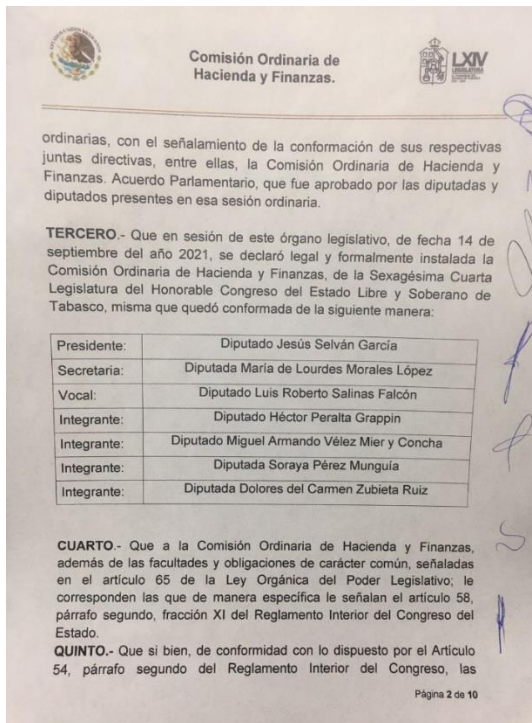 Comisión Ordinaria de
Hacienda y Finanzas.
LXIV
LEGISLATURA
ordinarias, con el señalamiento de la conformación de sus respectivas
juntas directivas, entre ellas, la Comisión Ordinaria de Hacienda y
Finanzas. Acuerdo Parlamentario, que fue aprobado por las diputadas y
diputados presentes en esa sesión ordinaria.
TERCERO.- Que en sesión de este órgano legislativo, de fecha 14 de
septiembre del año 2021, se declaró legal y formalmente instalada la
Comisión Ordinaria de Hacienda y Finanzas, de la Sexagésima Cuarta
Legislatura del Honorable Congreso del Estado Libre y Soberano de
Tabasco, misma que quedó conformada de la siguiente manera:
Presidente: Diputado Jesús Selván García
Secretaria: Diputada María de Lourdes Morales López
Vocal: Diputado Luis Roberto Salinas Falcón
Integrante: Diputado Héctor Peralta Grappin
Integrante: Diputado Miguel Armando Vélez Mier y Concha
Integrante: Diputada Soraya Pérez Munguía
Integrante: Diputada Dolores del Carmen Zubieta Ruiz
CUARTO.- Que a la Comisión Ordinaria de Hacienda y Finanzas,
además de las facultades y obligaciones de carácter común, señaladas
en el artículo 65 de la Ley Orgánica del Poder Legislativo; le
corresponden las que de manera específica le señalan el artículo 58,
párrafo segundo, fracción XI del Reglamento Interior del Congreso del
Estado.
QUINTO.- Que si bien, de conformidad con lo dispuesto por el Artículo
54, párrafo segundo del Reglamento Interior del Congreso, las
Página 2 de 10